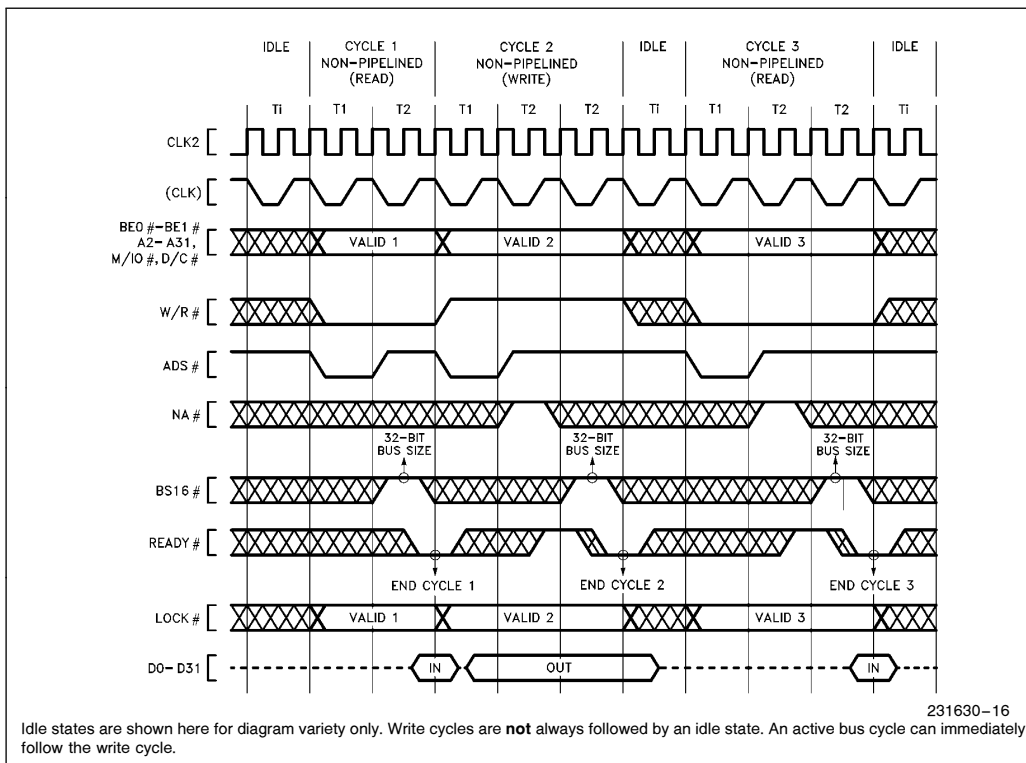 IDLE CYCLE 1 CYCLE 2 IDLE CYCLE 3 IDLE
NON-PIPELINED NON-PIPELINED NON-PIPELINED
(READ) (WRITE) (READ)
Ti T1 T2 T1 T2 T2 Ti T1 T2 T2 Ti
CLK2
(CLK)
BE0 #-BE1 #
A2-A31,
M/IO #, D/C #
VALID 1 VALID 2 VALID 3
W/R #
ADS #
NA #
32-BIT 32-BIT 32-BIT
BUS SIZE BUS SIZE BUS SIZE
BS16 #
READY #
END CYCLE 1 END CYCLE 2 END CYCLE 3
LOCK # VALID 1 VALID 2 VALID 3
D0-D31 IN OUT IN
231630-16
Idle states are shown here for diagram variety only. Write cycles are not always followed by an idle state. An active bus cycle can immediately
follow the write cycle.